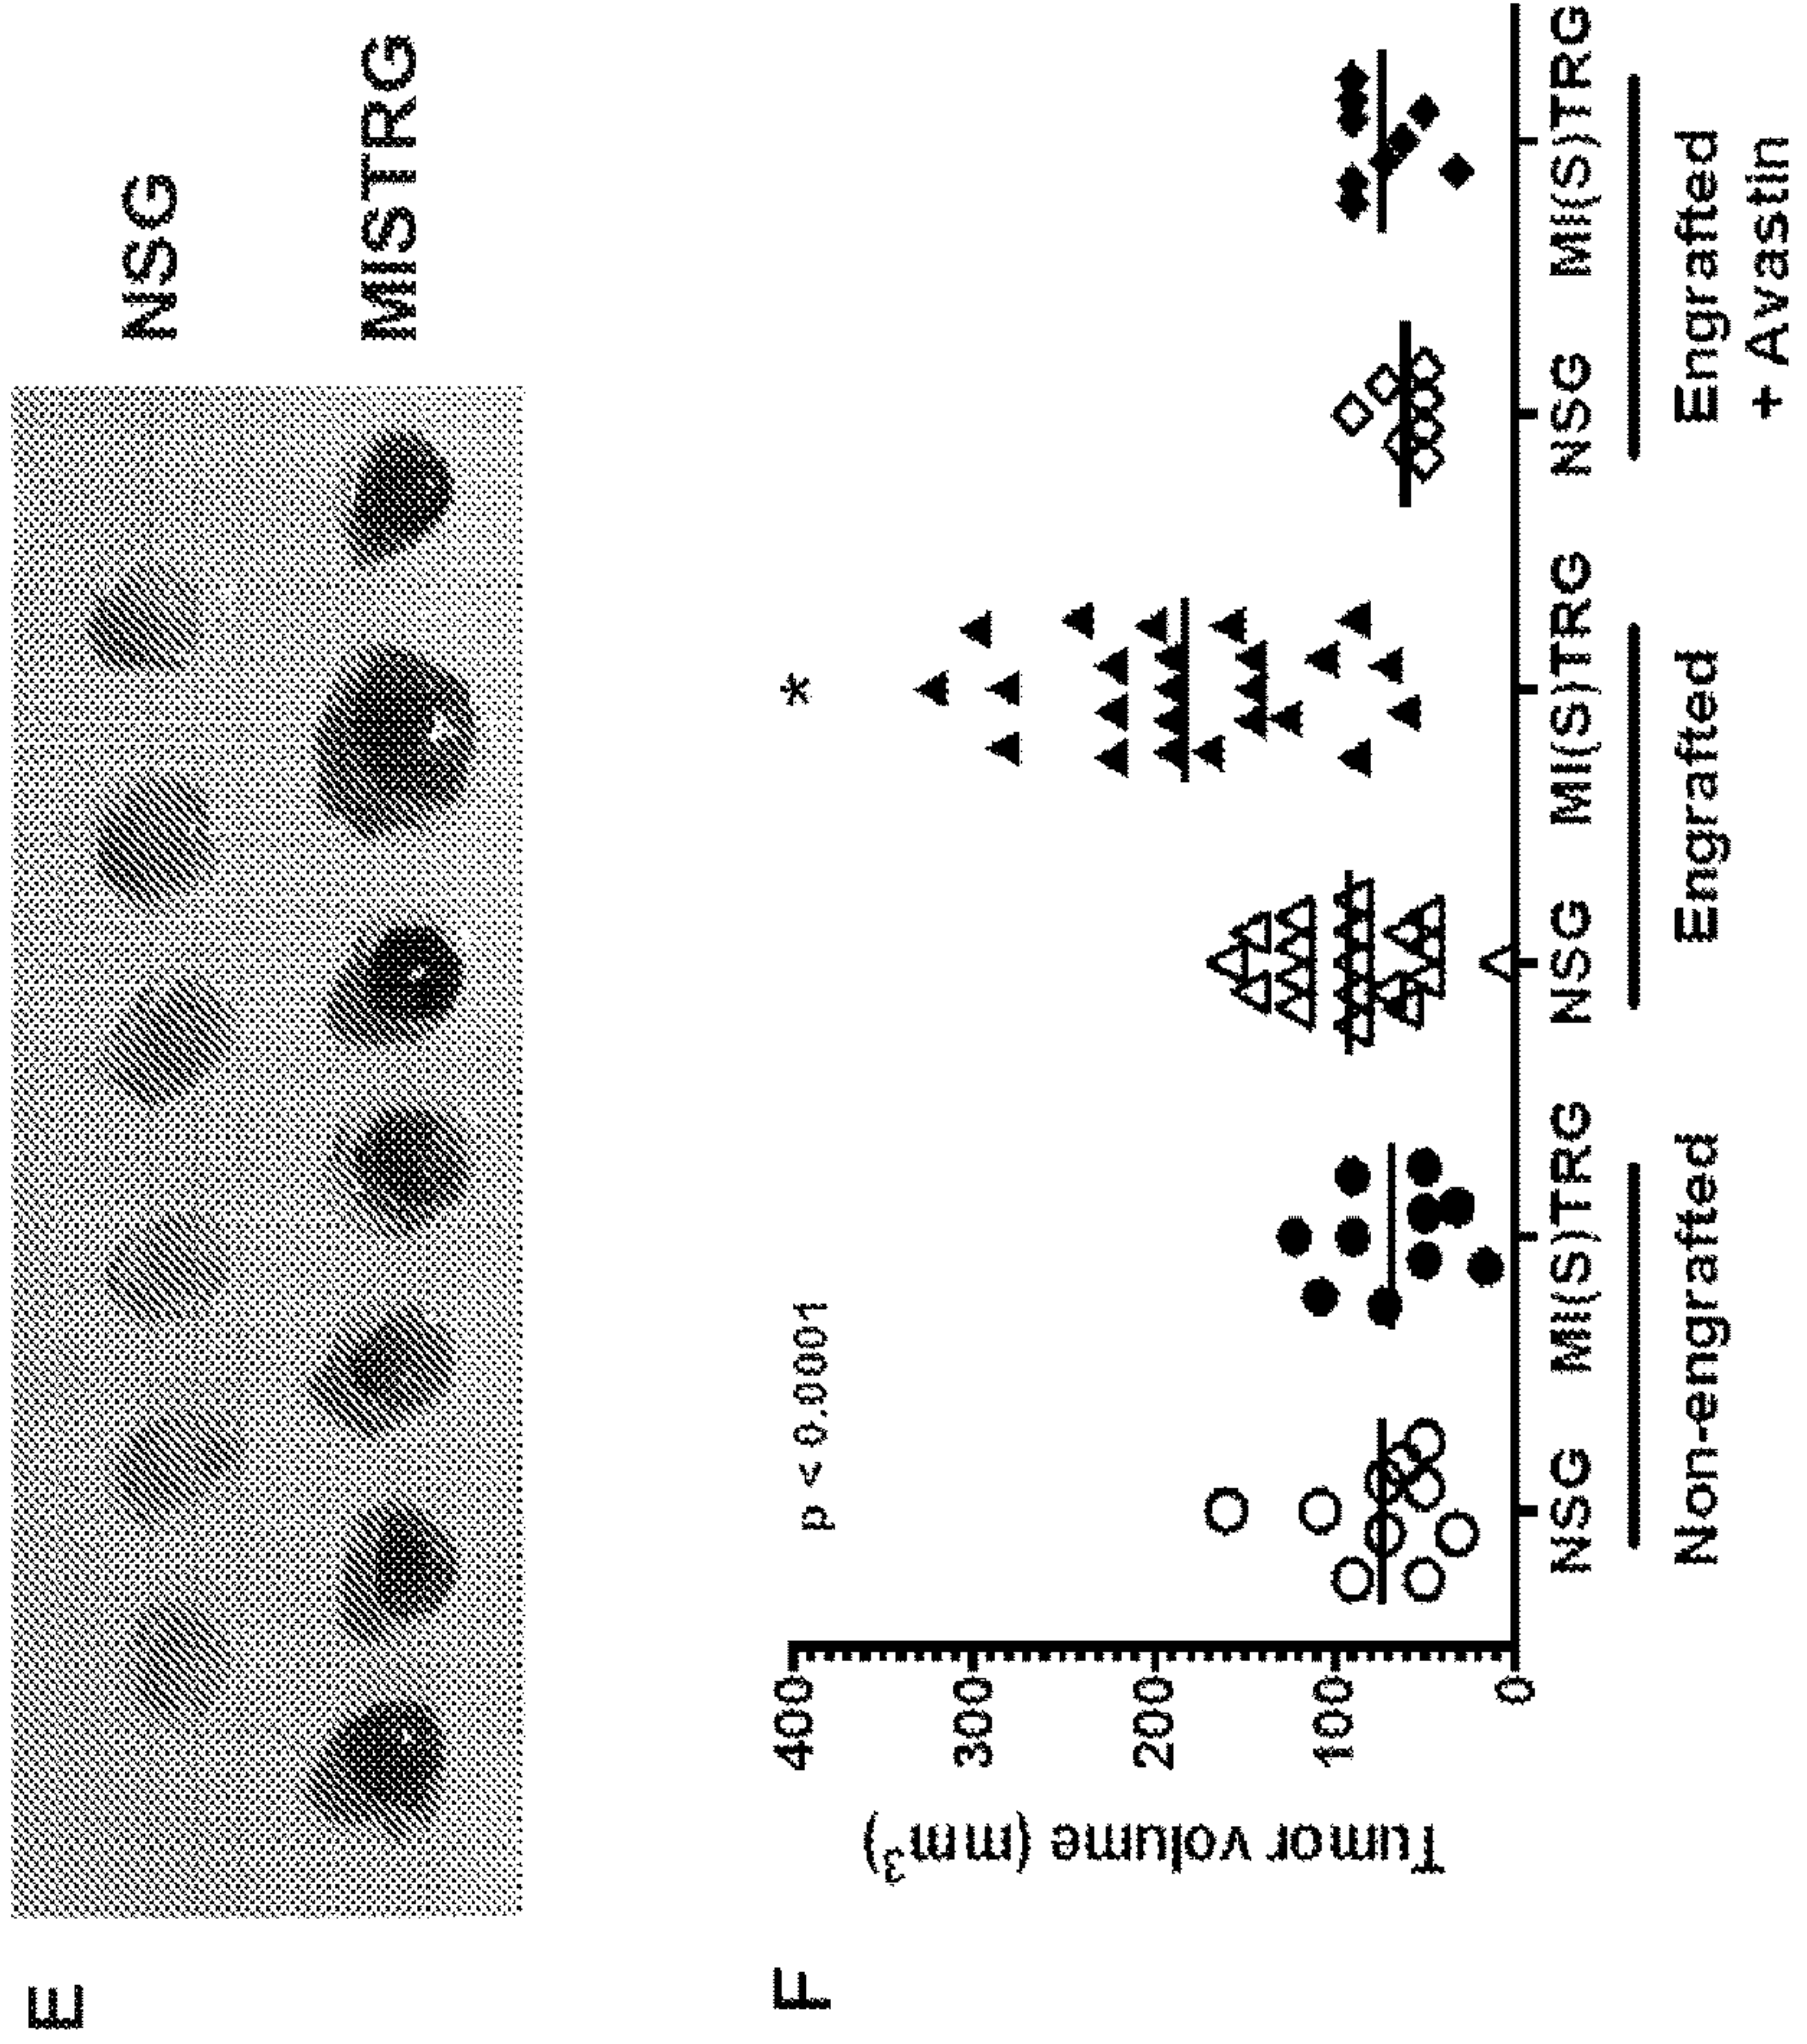 E
NSG
MISTRG
F
p < 0.0001
*
Tumor volume (mm³)
400
300
200
100
0
NSG MI(S)TRG NSG MI(S)TRG NSG MI(S)TRG
Non-engrafted Engrafted Engrafted
+ Avastin